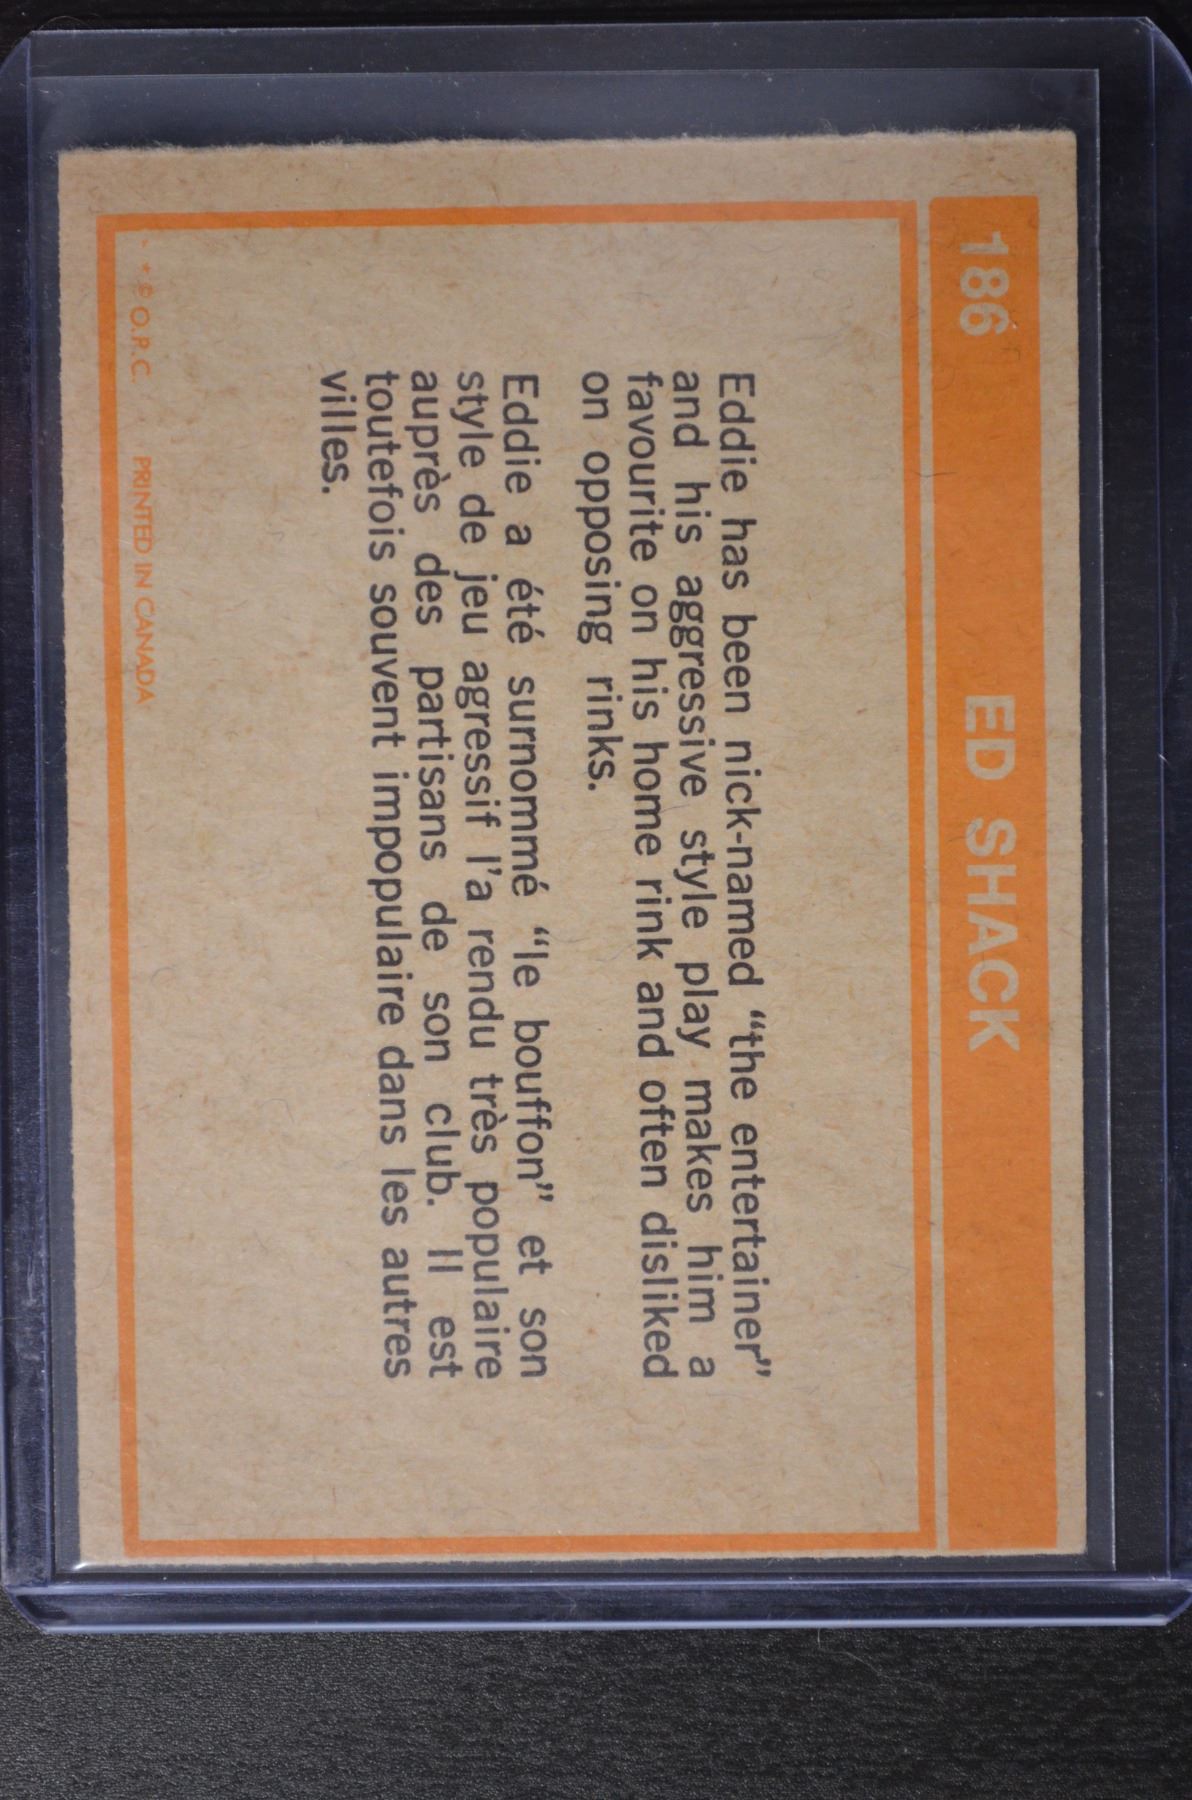 186 ED SHACK
Eddie has been nick-named “the entertainer”
and his aggressive style play makes him a
favourite on his home rink and often disliked
on opposing rinks.
Eddie a été surnommé “le bouffon” et son
style de jeu agressif l’a rendu très populaire
auprès des partisans de son club. Il est
toutefois souvent impopulaire dans les autres
villes.
* © O.P.C. PRINTED IN CANADA